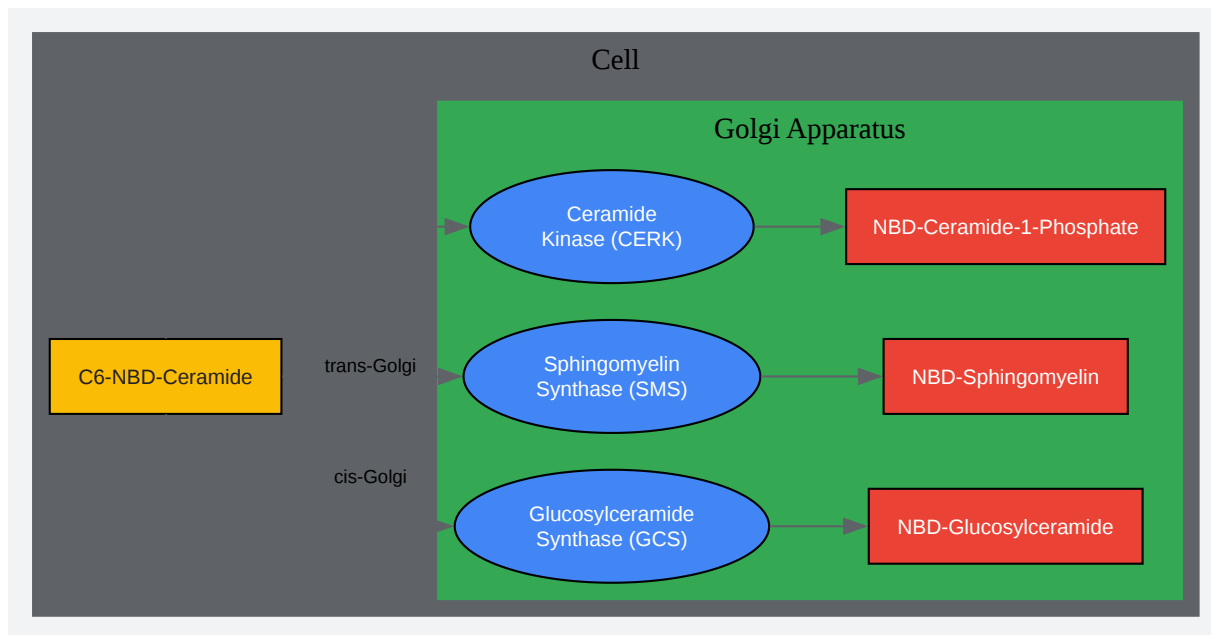 Cell
Golgi Apparatus
Ceramide
Kinase (CERK)
NBD-Ceramide-1-Phosphate
C6-NBD-Ceramide
trans-Golgi
Sphingomyelin
Synthase (SMS)
NBD-Sphingomyelin
cis-Golgi
Glucosylceramide
Synthase (GCS)
NBD-Glucosylceramide